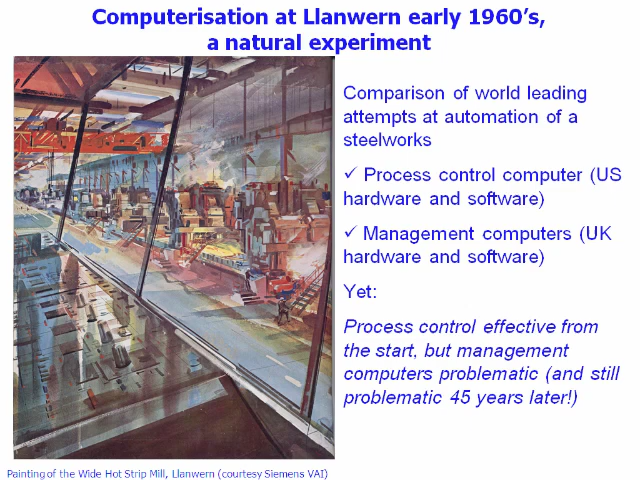 Computerisation at Llanwern early 1960's,
a natural experiment
Comparison of world leading
attempts at automation of a
steelworks
✓ Process control computer (US
hardware and software)
✓ Management computers (UK
hardware and software)
Yet:
Process control effective from
the start, but management
computers problematic (and still
problematic 45 years later!)
Painting of the Wide Hot Strip Mill, Llanwern (courtesy Siemens VAI)